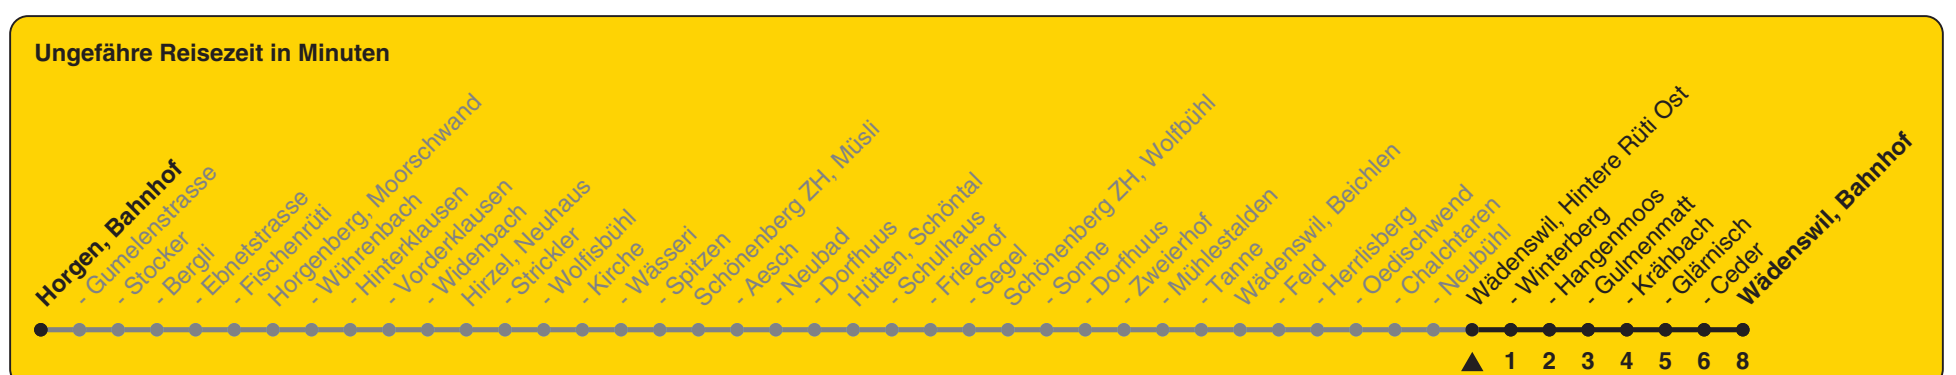 Ungefähre Reisezeit in Minuten
Horgen, Bahnhof
- Gumelenstrasse
- Stocker
- Bergli
- Ebnetstrasse
- Fischenrüti
Horgenberg, Moorschwand
- Wührenbach
- Hinterklausen
- Vorderklausen
- Widenbach
Hirzel, Neuhaus
- Strickler
- Wolfisbühl
- Kirche
- Wässeri
- Spitzen
Schönenberg ZH, Müsli
- Aesch
- Neubad
- Dorfhuus
Hütten, Schöntal
- Schulhaus
- Friedhof
- Segel
Schönenberg ZH, Wolfbühl
- Sonne
- Dorfhuus
- Zweierhof
- Mühlestalden
- Tanne
Wädenswil, Beichlen
- Feld
- Herrlisberg
- Oedischwend
- Chalchtaren
- Neubühl
Wädenswil, Hintere Rüti Ost
- Winterberg
- Hangenmoos
- Gulmenmatt
- Krähbach
- Glärnisch
- Ceder
Wädenswil, Bahnhof
1 2 3 4 5 6 8